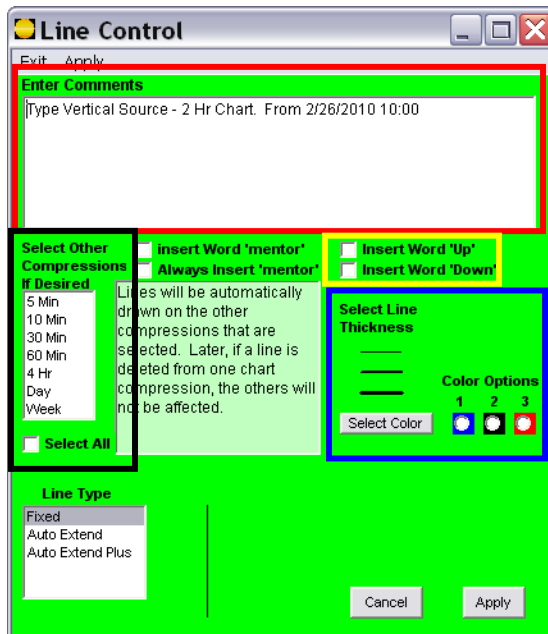 Line Control
Exit Apply
Enter Comments
Type Vertical Source - 2 Hr Chart. From 2/26/2010 10:00
Select Other
Compressions
If Desired
5 Min
10 Min
30 Min
60 Min
4 Hr
Day
Week
Select All
insert Word 'mentor'
Always Insert 'mentor'
Lines will be automatically
drawn on the other
compressions that are
selected. Later, if a line is
deleted from one chart
compression, the others will
not be affected.
Insert Word 'Up'
Insert Word 'Down'
Select Line
Thickness
Color Options
1 2 3
Select Color
Line Type
Fixed
Auto Extend
Auto Extend Plus
Cancel
Apply